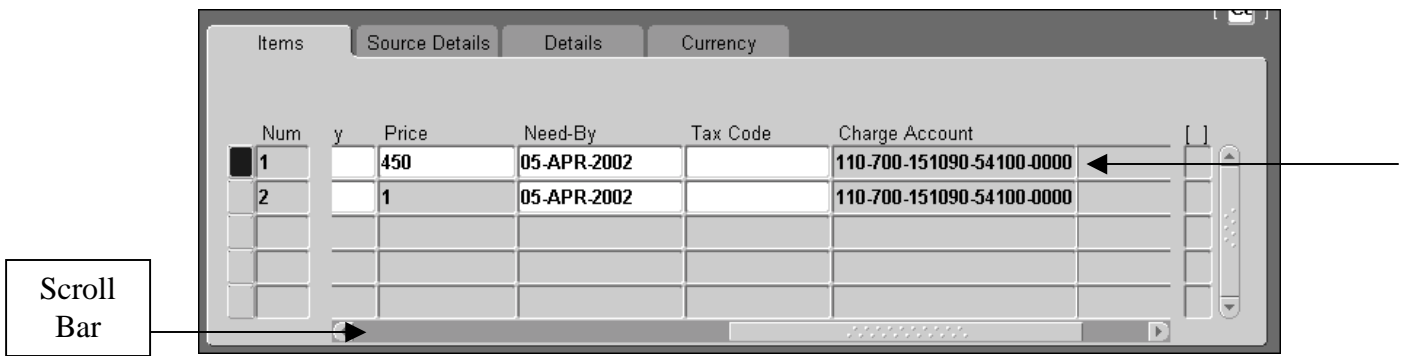 Items Source Details Details Currency
Num y Price Need-By Tax Code Charge Account [ ]
1 450 05-APR-2002 110-700-151090-54100-0000
2 1 05-APR-2002 110-700-151090-54100-0000
Scroll
Bar